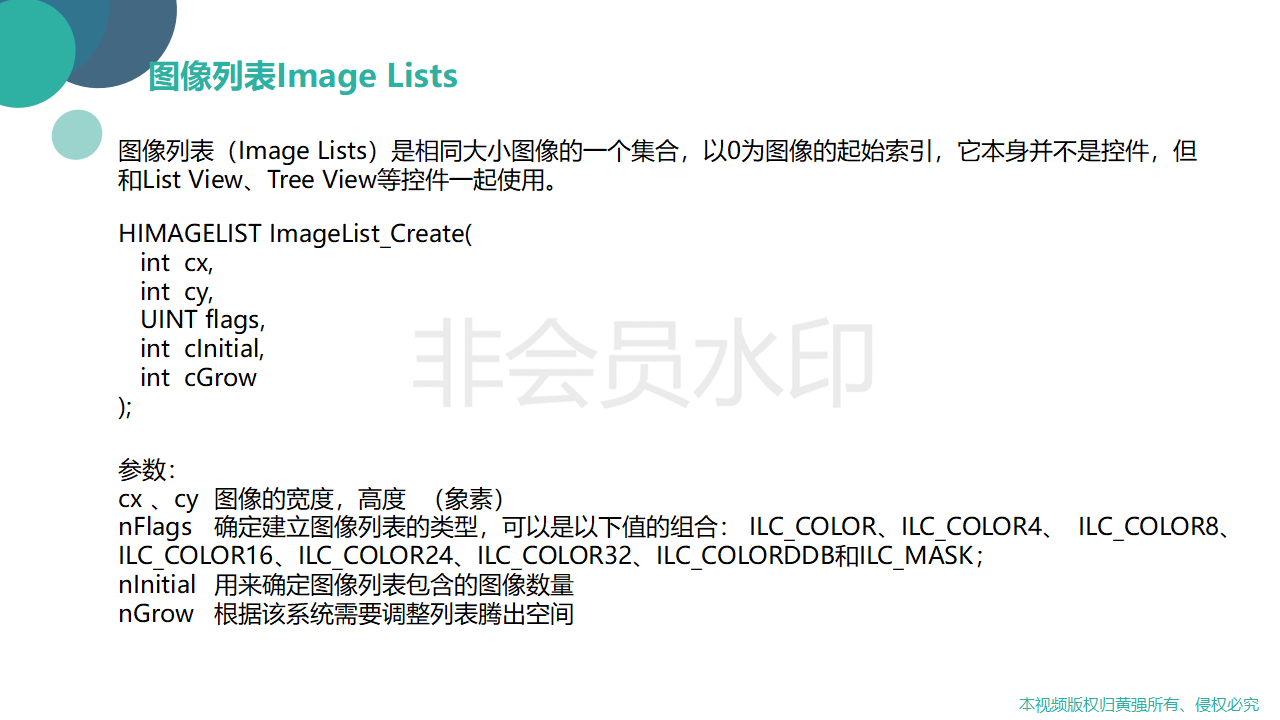 图像列表Image Lists
图像列表（Image Lists）是相同大小图像的一个集合，以0为图像的起始索引，它本身并不是控件，但
和List View、Tree View等控件一起使用。
HIMAGELIST ImageList_Create(
int cx,
int cy,
UINT flags,
int cInitial,
int cGrow
);
非会员水印
参数：
cx 、cy 图像的宽度，高度 （象素）
nFlags 确定建立图像列表的类型，可以是以下值的组合： ILC_COLOR、ILC_COLOR4、 ILC_COLOR8、
ILC_COLOR16、ILC_COLOR24、ILC_COLOR32、ILC_COLORDDB和ILC_MASK；
nInitial 用来确定图像列表包含的图像数量
nGrow 根据该系统需要调整列表腾出空间
本视频版权归黄强所有、侵权必究